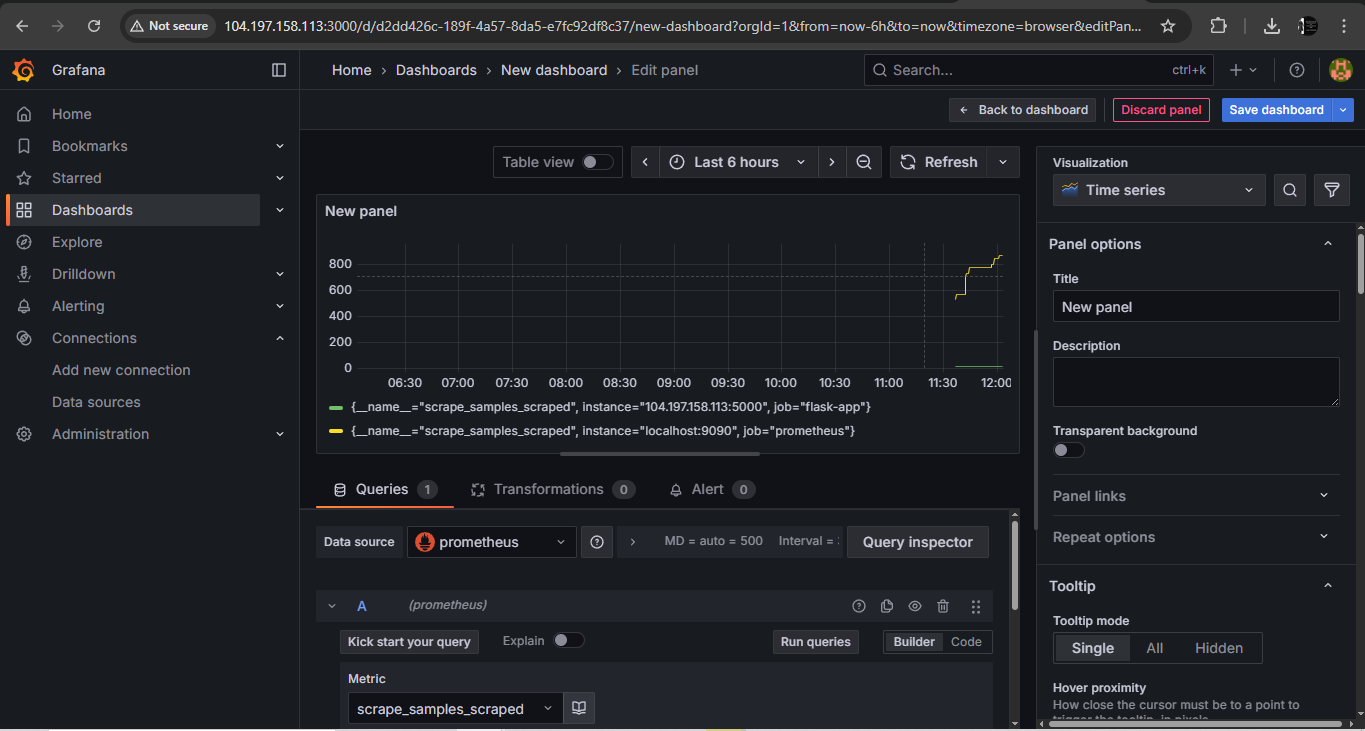 Not secure 104.197.158.113:3000/d/d2dd426c-189f-4a57-8da5-e7fc92df8c37/new-dashboard?orgId=1&from=now-6h&to=now&timezone=browser&editPan...
Grafana
Home › Dashboards › New dashboard › Edit panel
Search... ctrl+k
Back to dashboard
Discard panel
Save dashboard
Home
Bookmarks
Starred
Dashboards
Explore
Drilldown
Alerting
Connections
Add new connection
Data sources
Administration
Table view
Last 6 hours
Refresh
New panel
800
600
400
200
0
06:30 07:00 07:30 08:00 08:30 09:00 09:30 10:00 10:30 11:00 11:30 12:00
{__name__="scrape_samples_scraped", instance="104.197.158.113:5000", job="flask-app"}
{__name__="scrape_samples_scraped", instance="localhost:9090", job="prometheus"}
Queries 1 Transformations 0 Alert 0
Data source prometheus MD = auto = 500 Interval = Query inspector
A (prometheus)
Kick start your query Explain Run queries Builder Code
Metric
scrape_samples_scraped
Visualization
Time series
Panel options
Title
New panel
Description
Transparent background
Panel links
Repeat options
Tooltip
Tooltip mode
Single All Hidden
Hover proximity
How close the cursor must be to a point to
trigger the tooltip, in pixels